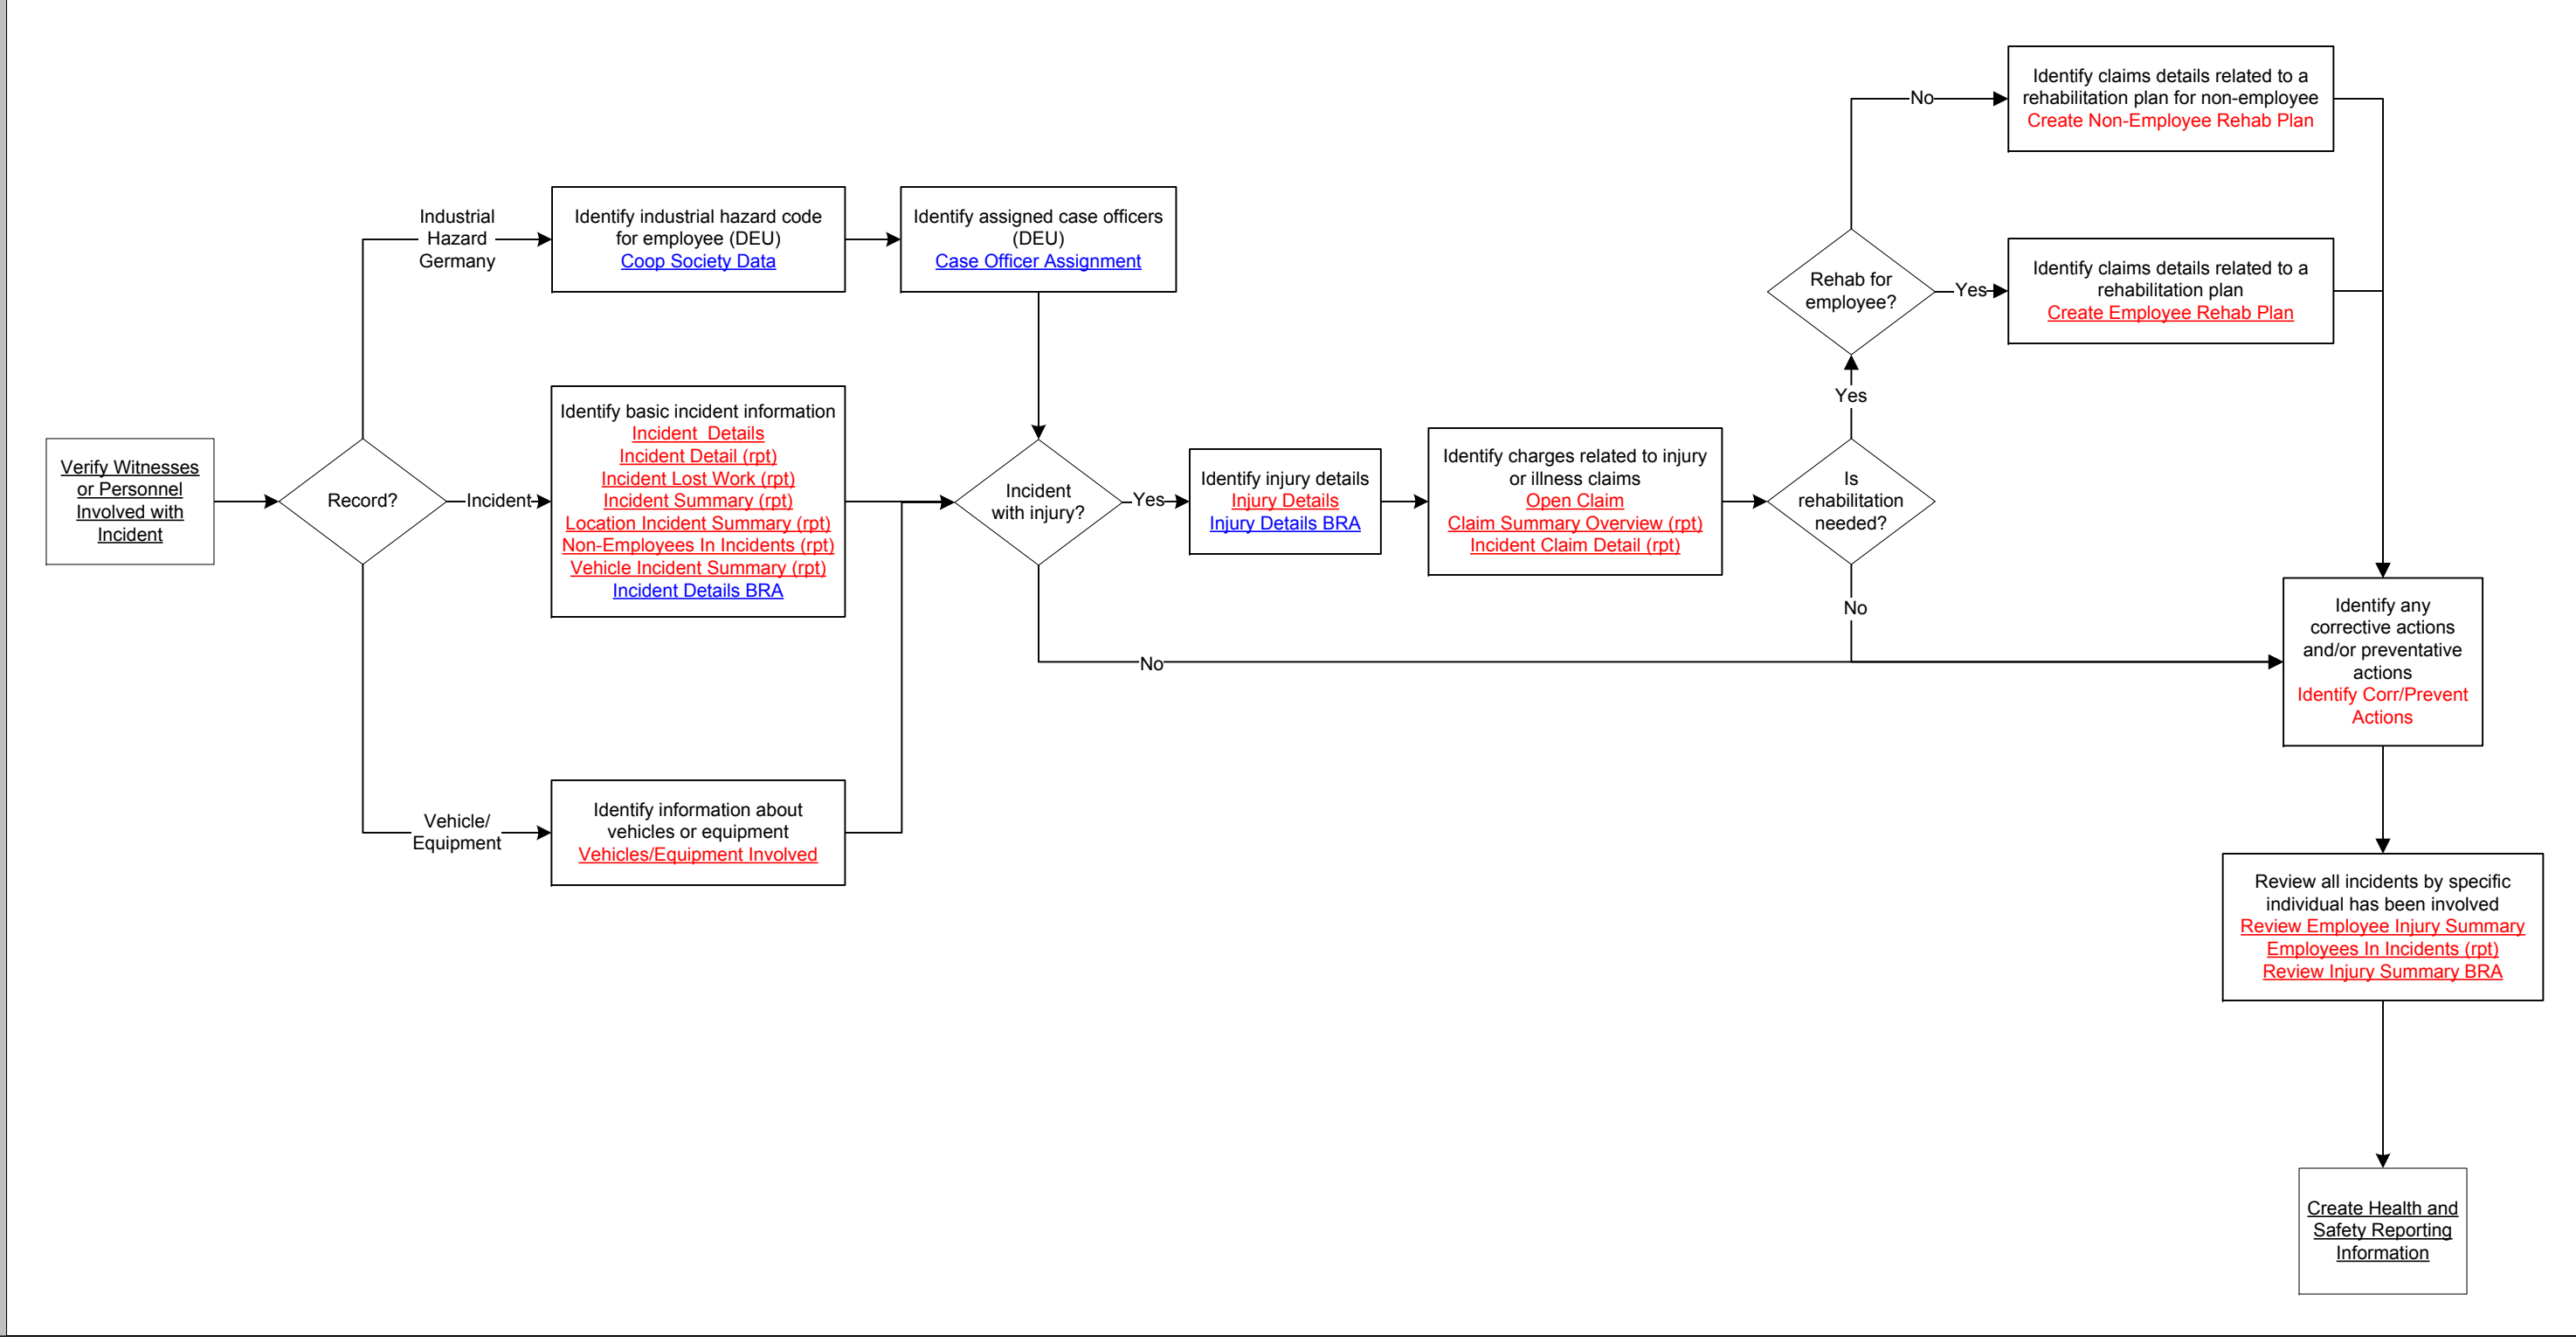 Verify Witnesses
or Personnel
Involved with
Incident
Record?
Industrial
Hazard
Germany
Identify industrial hazard code
for employee (DEU)
Coop Society Data
Identify assigned case officers
(DEU)
Case Officer Assignment
Incident
Identify basic incident information
Incident  Details
Incident Detail (rpt)
Incident Lost Work (rpt)
Incident Summary (rpt)
Location Incident Summary (rpt)
Non-Employees In Incidents (rpt)
Vehicle Incident Summary (rpt)
Incident Details BRA
Vehicle/
Equipment
Identify information about
vehicles or equipment
Vehicles/Equipment Involved
Incident
with injury?
Yes
No
Identify injury details
Injury Details
Injury Details BRA
Identify charges related to injury
or illness claims
Open Claim
Claim Summary Overview (rpt)
Incident Claim Detail (rpt)
Is
rehabilitation
needed?
Yes
No
Rehab for
employee?
No
Yes
Identify claims details related to a
rehabilitation plan for non-employee
Create Non-Employee Rehab Plan
Identify claims details related to a
rehabilitation plan
Create Employee Rehab Plan
Identify any
corrective actions
and/or preventative
actions
Identify Corr/Prevent
Actions
Review all incidents by specific
individual has been involved
Review Employee Injury Summary
Employees In Incidents (rpt)
Review Injury Summary BRA
Create Health and
Safety Reporting
Information